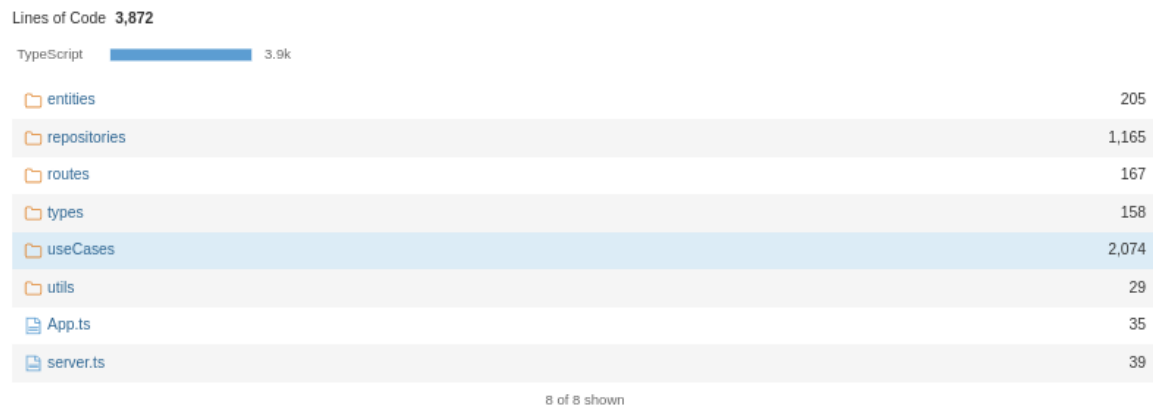 Lines of Code 3,872
TypeScript 3.9k
entities 205
repositories 1,165
routes 167
types 158
useCases 2,074
utils 29
App.ts 35
server.ts 39
8 of 8 shown